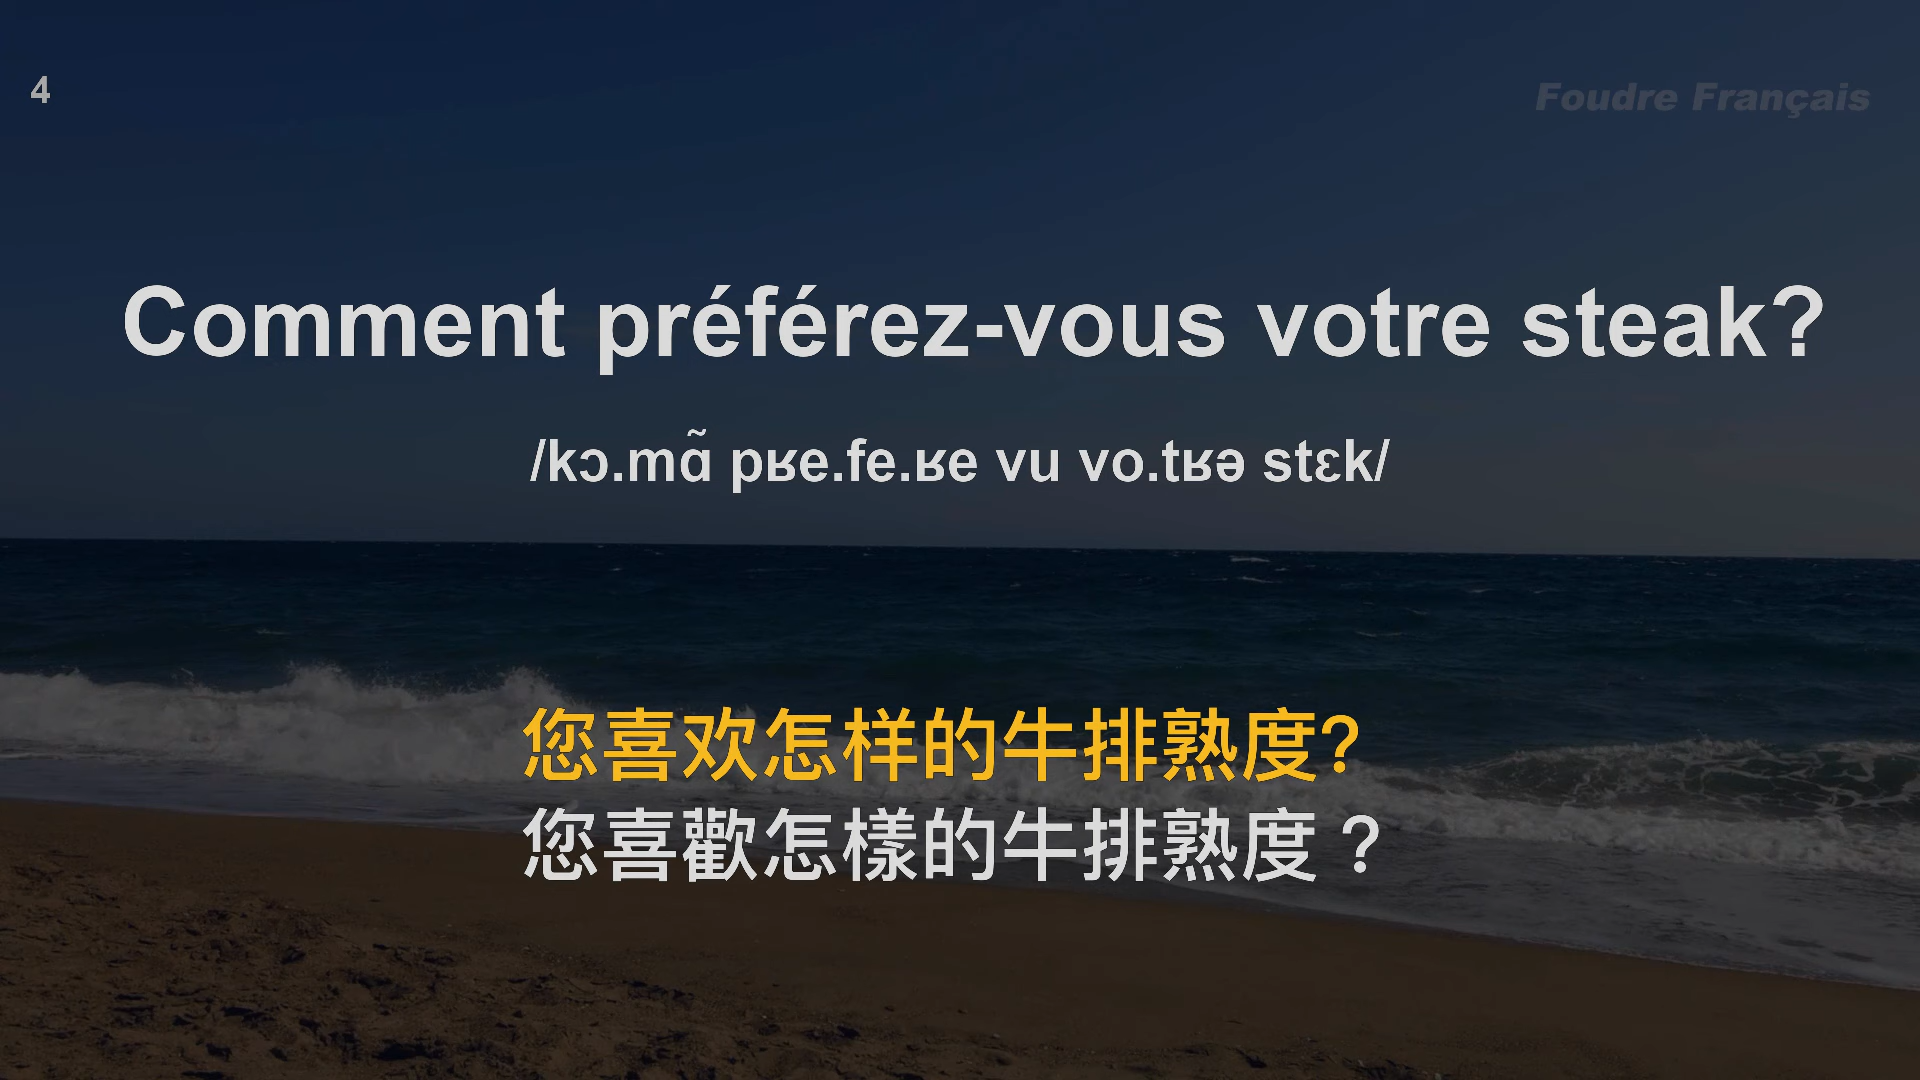 4
Foudre Français
Comment préférez-vous votre steak?
/kɔ.mɑ̃ pʁe.fe.ʁe vu vo.tʁə stɛk/
您喜欢怎样的牛排熟度?
您喜歡怎樣的牛排熟度？